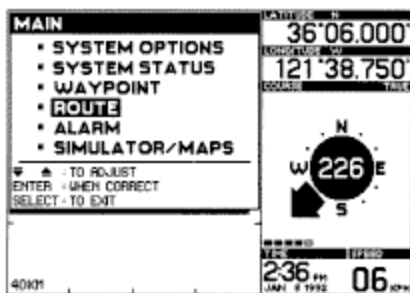 MAIN
▪ SYSTEM OPTIONS
▪ SYSTEM STATUS
▪ WAYPOINT
▪ ROUTE
▪ ALARM
▪ SIMULATOR/MAPS
: TO ADJUST
ENTER : WHEN CORRECT
SELECT : TO EXIT
40KM
LATITUDE N
36°06.000'
LONGITUDE W
121°38.750'
COURSE TRUE
N
W 226 E
S
TIME SPEED
2:36 PM 06 KPH
JAN 8 1992